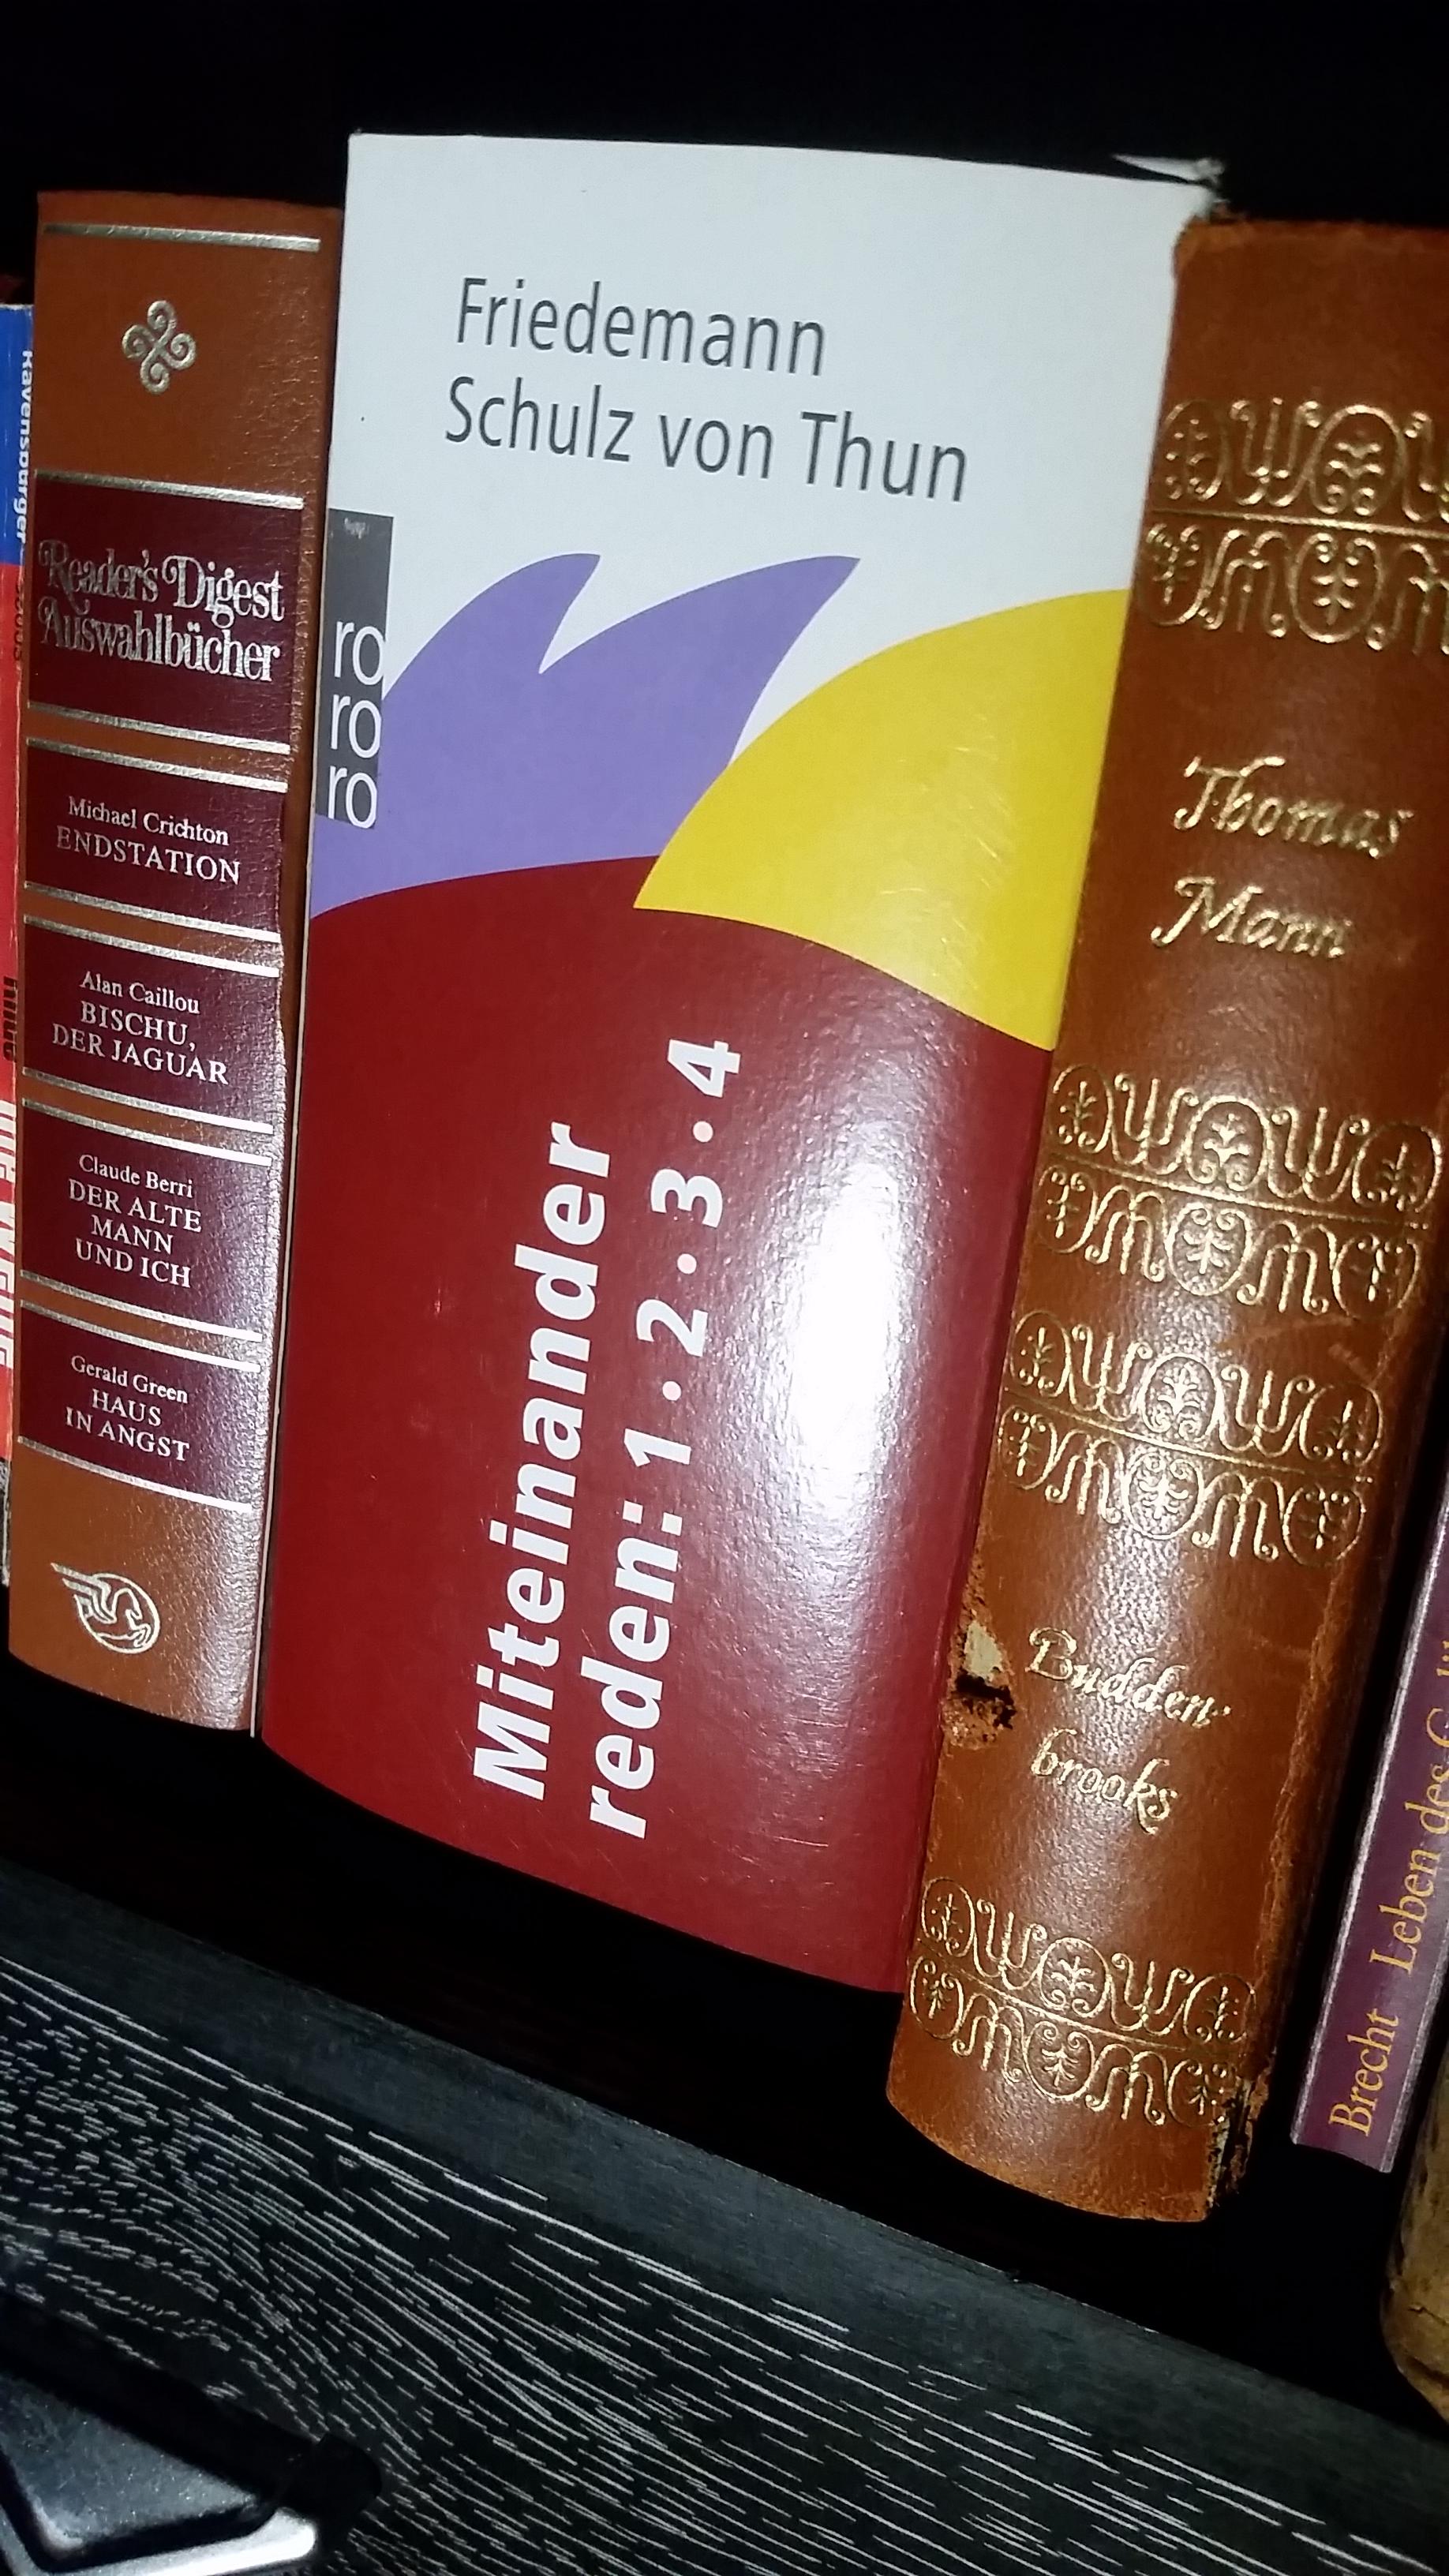 Ravensburger
Reader's Digest
Auswahlbücher
Michael Crichton
ENDSTATION
Alan Caillou
BISCHU,
DER JAGUAR
Claude Berri
DER ALTE
MANN
UND ICH
Gerald Green
HAUS
IN ANGST
Friedemann
Schulz von Thun
ro
ro
ro
Miteinander
reden: 1 · 2 · 3 · 4
Thomas
Mann
Budden-
brooks
Brecht Leben des